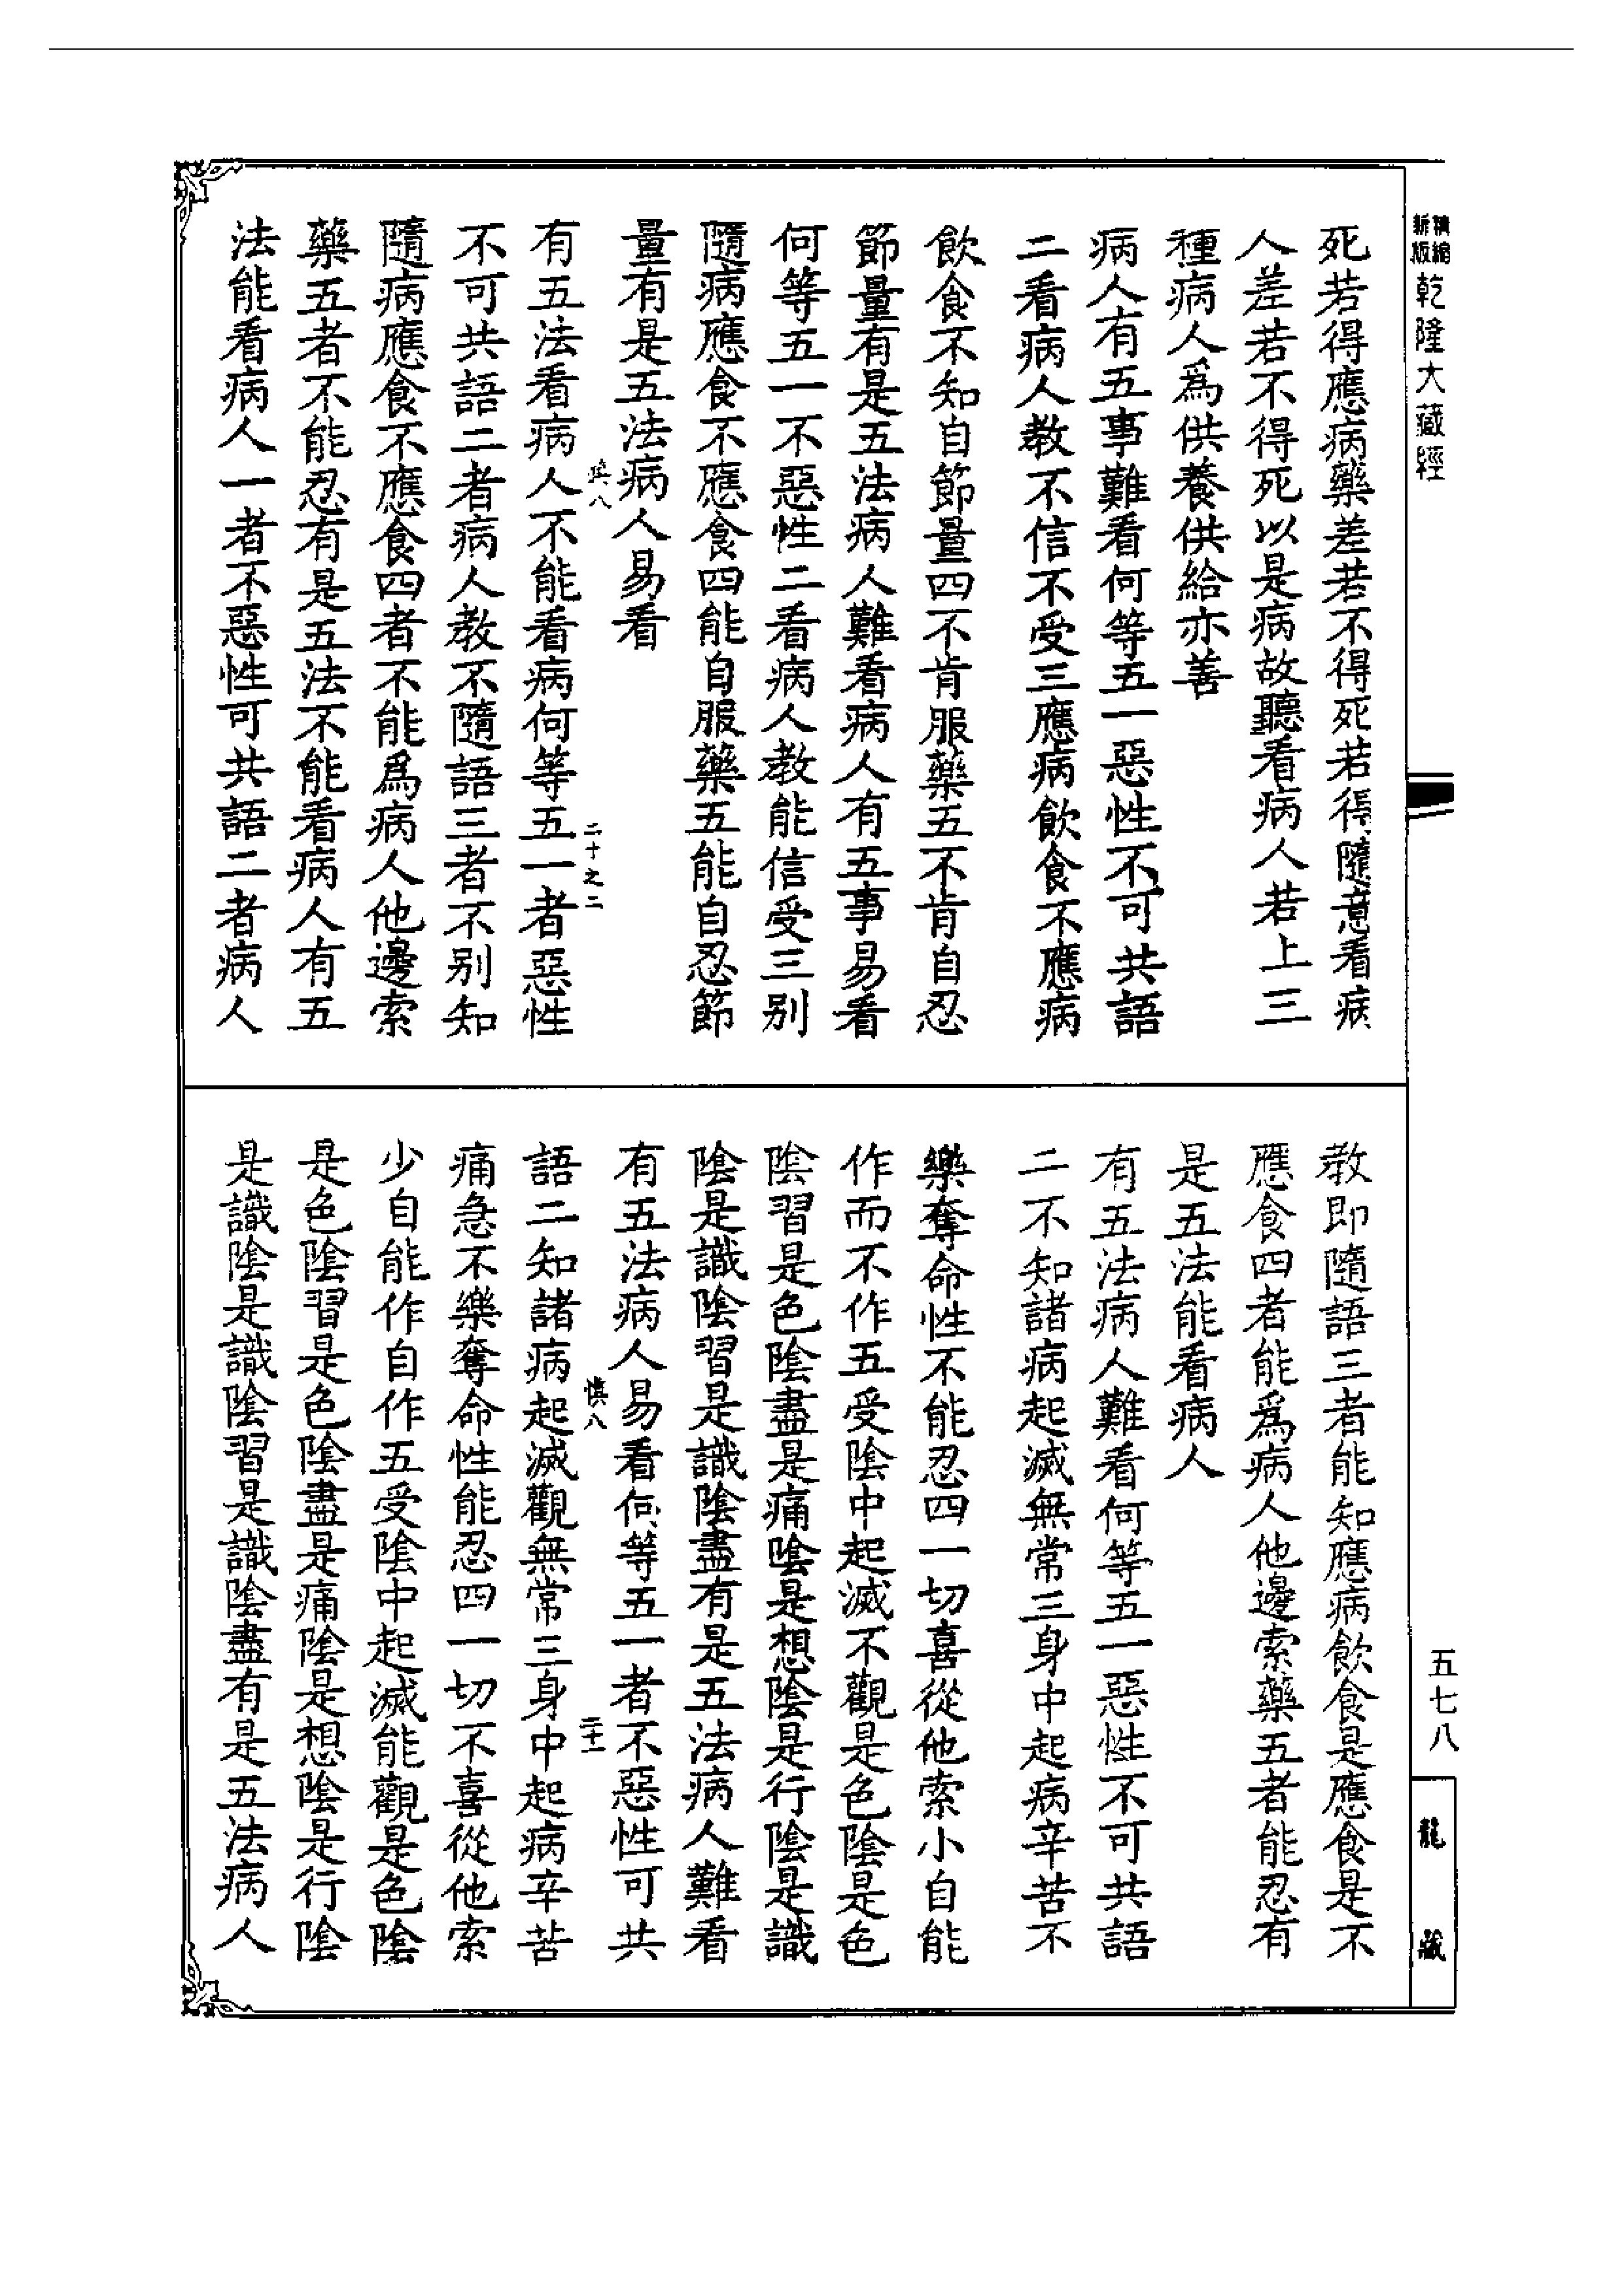 精縮
新版
乾隆大藏經
死若得應病藥差若不得死若得隨意看病
人差若不得死以是病故聽看病人若上三
種病人爲供養供給亦善
病人有五事難看何等五一惡性不可共語
二看病人教不信不受三應病飲食不應病
飲食不知自節量四不肯服藥五不肯自忍
節量有是五法病人難看病人有五事易看
何等五一不惡性二看病人教能信受三別
隨病應食不應食四能自服藥五能自忍節
量有是五法病人易看
慎八
二十之二
有五法看病人不能看病何等五一者惡性
不可共語二者病人教不隨語三者不別知
隨病應食不應食四者不能爲病人他邊索
藥五者不能忍有是五法不能看病人有五
法能看病人一者不惡性可共語二者病人
教即隨語三者能知應病飲食是應食是不
應食四者能爲病人他邊索藥五者能忍有
是五法能看病人
有五法病人難看何等五一惡性不可共語
二不知諸病起滅無常三身中起病辛苦不
樂奪命性不能忍四一切喜從他索小自能
作而不作五受陰中起滅不觀是色陰是色
陰習是色陰盡是痛陰是想陰是行陰是識
陰是識陰習是識陰盡有是五法病人難看
有五法病人易看何等五一者不惡性可共
慎八
二十一
語二知諸病起滅觀無常三身中起病辛苦
痛急不樂奪命性能忍四一切不喜從他索
少自能作自作五受陰中起滅能觀是色陰
是色陰習是色陰盡是痛陰是想陰是行陰
是識陰是識陰習是識陰盡有是五法病人
五七八
龍藏